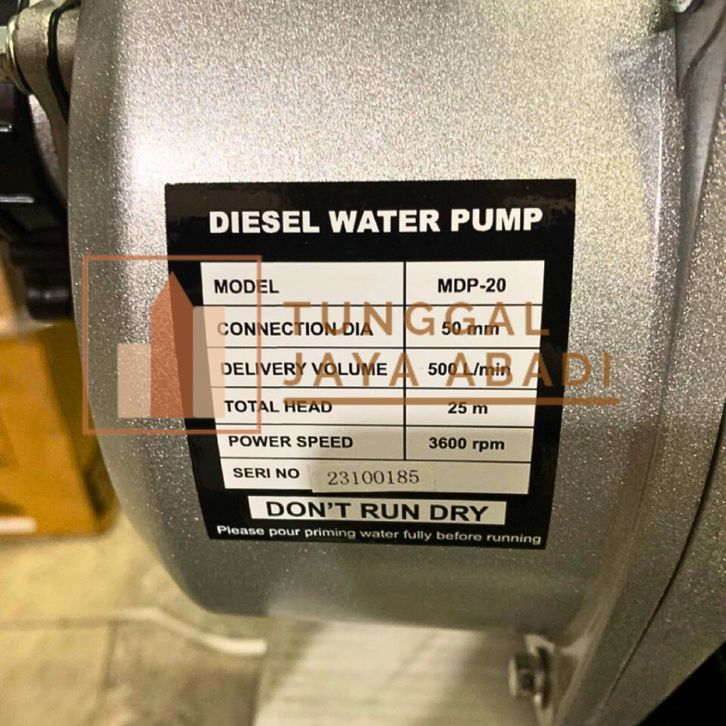 DIESEL WATER PUMP
MODEL MDP-20
CONNECTION DIA 50 mm
DELIVERY VOLUME 500 L/min
TOTAL HEAD 25 m
POWER SPEED 3600 rpm
SERI NO 23100185
DON'T RUN DRY
Please pour priming water fully before running
TUNGGAL
JAYA ABADI